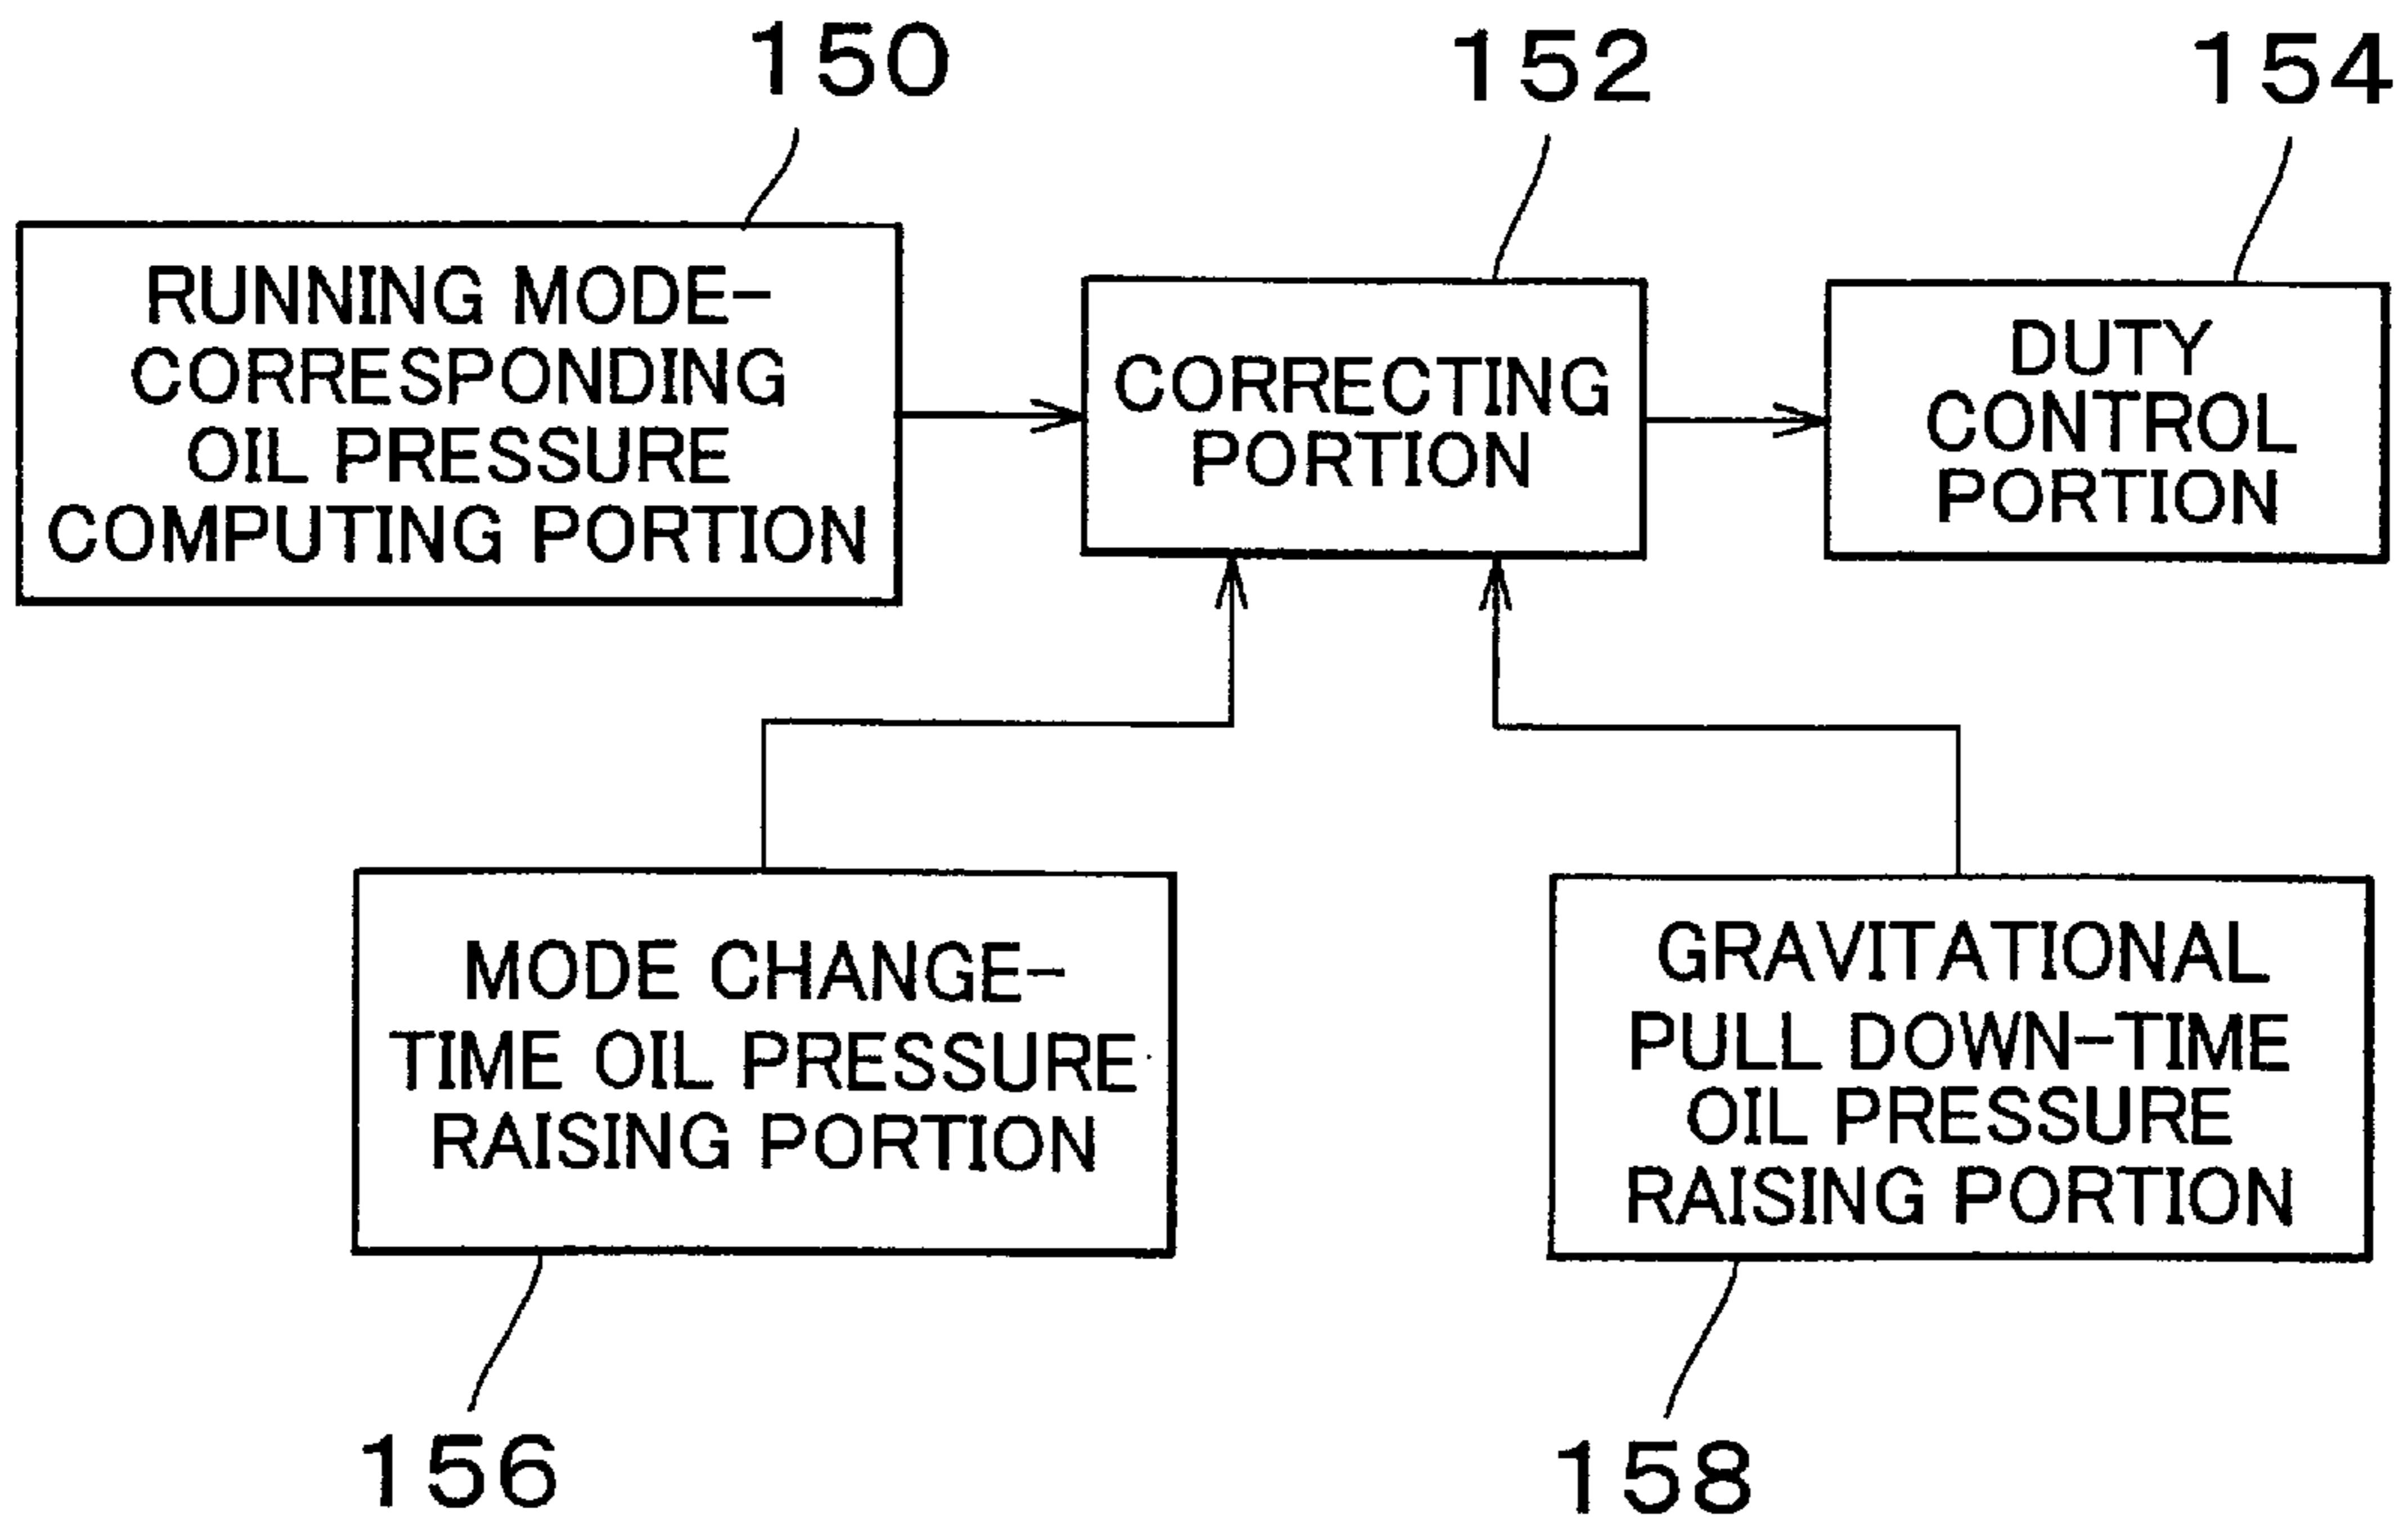 150
152
154
RUNNING MODE-
CORRESPONDING
OIL PRESSURE
COMPUTING PORTION
CORRECTING
PORTION
DUTY
CONTROL
PORTION
MODE CHANGE-
TIME OIL PRESSURE
RAISING PORTION
GRAVITATIONAL
PULL DOWN-TIME
OIL PRESSURE
RAISING PORTION
156
158